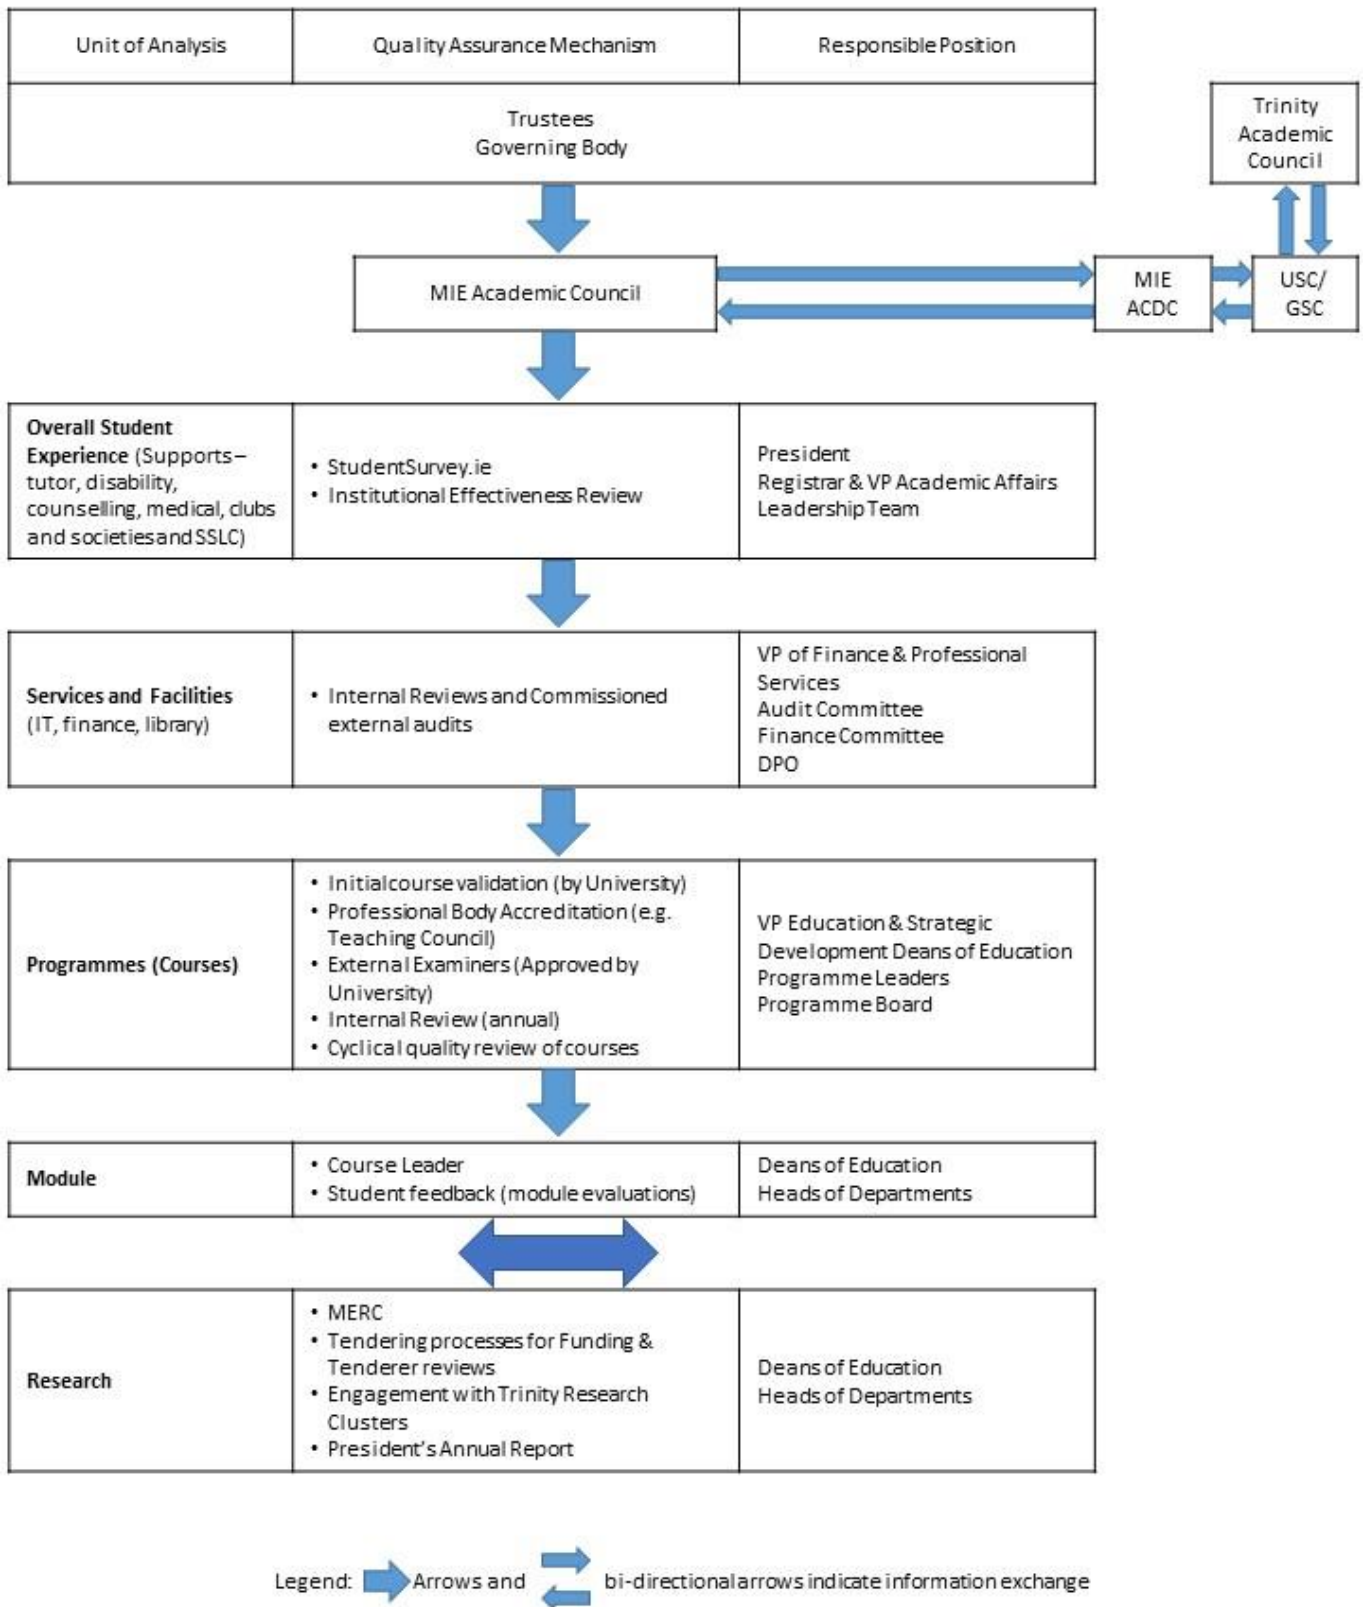 Unit of Analysis
Quality Assurance Mechanism
Responsible Position
Trustees
Governing Body
Trinity
Academic
Council
MIE Academic Council
MIE
ACDC
USC/
GSC
Overall Student
Experience (Supports –
tutor, disability,
counselling, medical, clubs
and societies and SSLC)
• StudentSurvey.ie
• Institutional Effectiveness Review
President
Registrar & VP Academic Affairs
Leadership Team
Services and Facilities
(IT, finance, library)
• Internal Reviews and Commissioned
external audits
VP of Finance & Professional
Services
Audit Committee
Finance Committee
DPO
Programmes (Courses)
• Initial course validation (by University)
• Professional Body Accreditation (e.g.
Teaching Council)
• External Examiners (Approved by
University)
• Internal Review (annual)
• Cyclical quality review of courses
VP Education & Strategic
Development Deans of Education
Programme Leaders
Programme Board
Module
• Course Leader
• Student feedback (module evaluations)
Deans of Education
Heads of Departments
Research
• MERC
• Tendering processes for Funding &
Tenderer reviews
• Engagement with Trinity Research
Clusters
• President's Annual Report
Deans of Education
Heads of Departments
Legend: Arrows and bi-directional arrows indicate information exchange